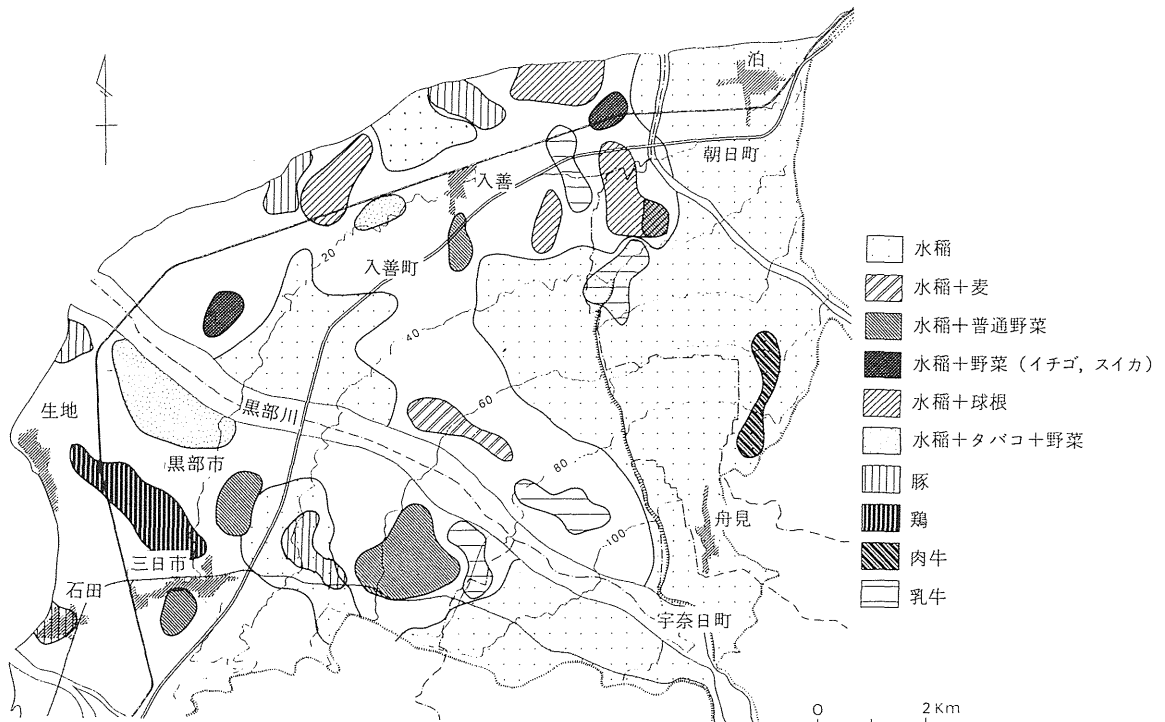 泊
朝日町
入善
20
入善町
40
黒部川
60
生地
黒部市
80
100
舟見
三日市
石田
宇奈日町
水稲
水稲+麦
水稲+普通野菜
水稲+野菜(イチゴ,スイカ)
水稲+球根
水稲+タバコ+野菜
豚
鶏
肉牛
乳牛
0 2Km